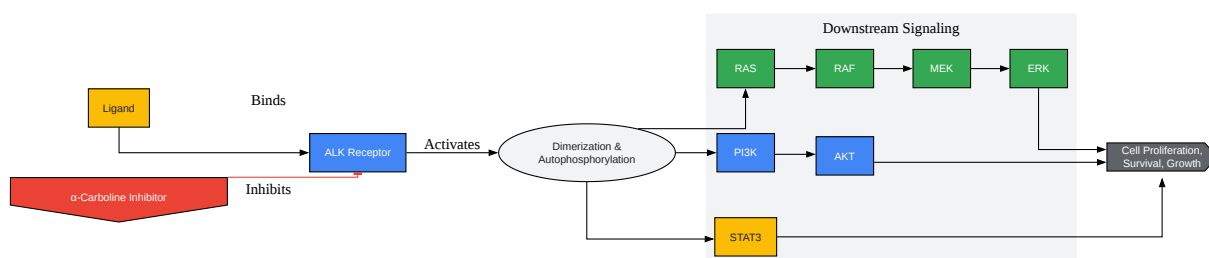 Downstream Signaling
RAS
RAF
MEK
ERK
Ligand
Binds
ALK Receptor
Activates
Dimerization &
Autophosphorylation
PI3K
AKT
Cell Proliferation,
Survival, Growth
α-Carboline Inhibitor
Inhibits
STAT3